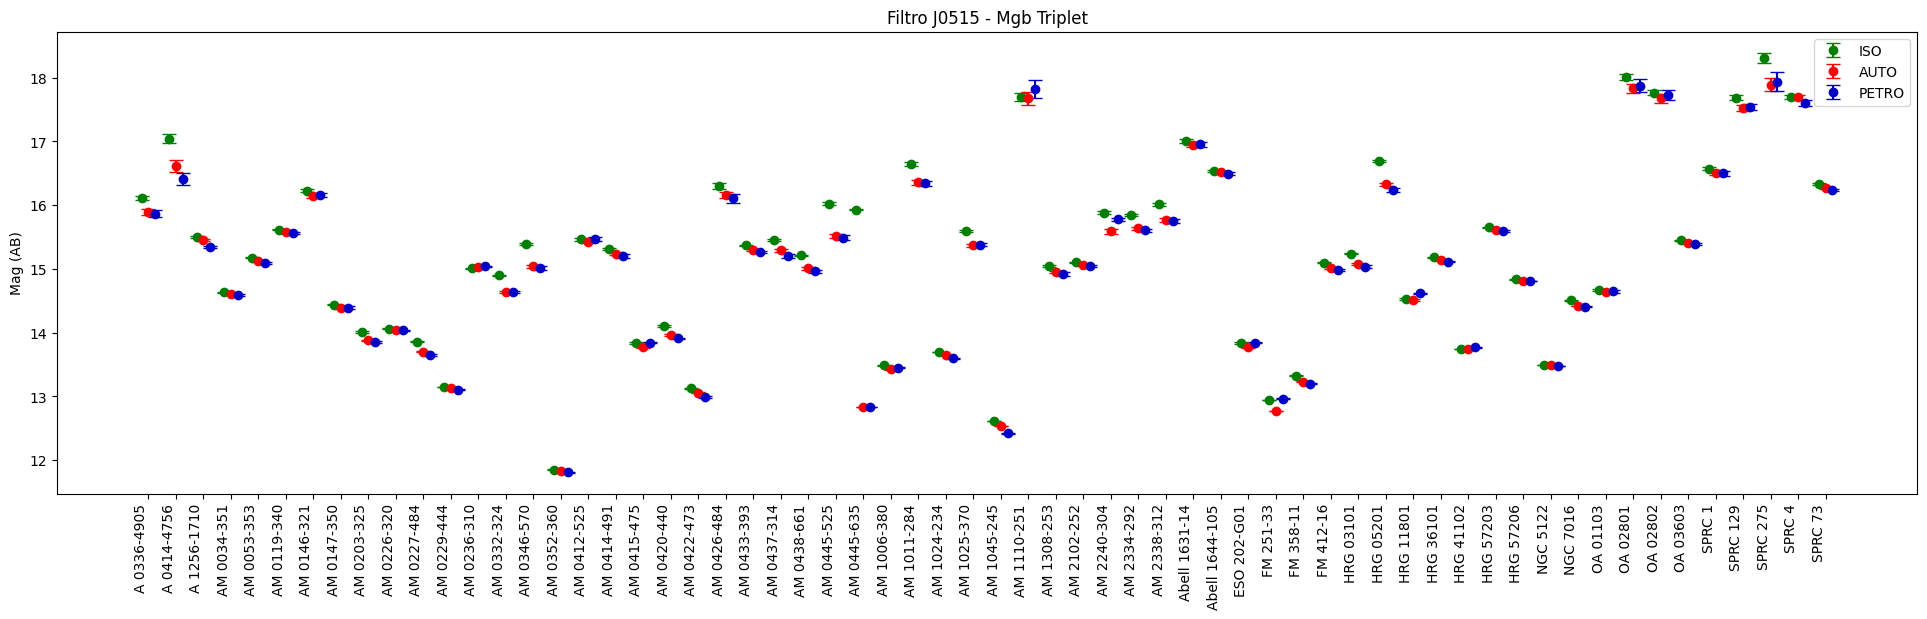 Filtro J0515 - Mgb Triplet
ISO
AUTO
PETRO
Mag (AB)
18
17
16
15
14
13
12
A 0336-4905
A 0414-4756
A 1256-1710
AM 0034-351
AM 0053-353
AM 0119-340
AM 0146-321
AM 0147-350
AM 0203-325
AM 0226-320
AM 0227-484
AM 0229-444
AM 0236-310
AM 0332-324
AM 0346-570
AM 0352-360
AM 0412-525
AM 0414-491
AM 0415-475
AM 0420-440
AM 0422-473
AM 0426-484
AM 0433-393
AM 0437-314
AM 0438-661
AM 0445-525
AM 0445-635
AM 1006-380
AM 1011-284
AM 1024-234
AM 1025-370
AM 1045-245
AM 1110-251
AM 1308-253
AM 2102-252
AM 2240-304
AM 2334-292
AM 2338-312
Abell 1631-14
Abell 1644-105
ESO 202-G01
FM 251-33
FM 358-11
FM 412-16
HRG 03101
HRG 05201
HRG 11801
HRG 36101
HRG 41102
HRG 57203
HRG 57206
NGC 5122
NGC 7016
OA 01103
OA 02801
OA 02802
OA 03603
SPRC 1
SPRC 129
SPRC 275
SPRC 4
SPRC 73